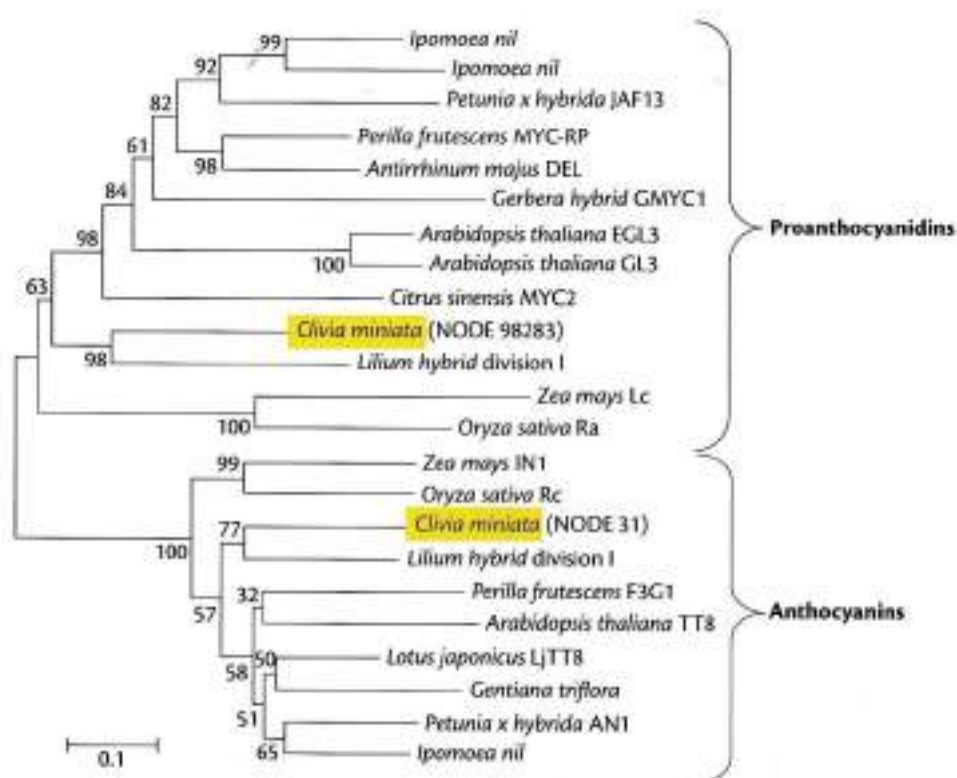 Ipomoea nil
99
Ipomoea nil
92
Petunia x hybrida JAF13
82
Perilla frutescens MYC-RP
61
98
Antirrhinum majus DEL
84
Gerbera hybrid GMYC1
Proanthocyanidins
98
Arabidopsis thaliana EGL3
100
Arabidopsis thaliana GL3
63
Citrus sinensis MYC2
Clivia miniata (NODE 98283)
98
Lilium hybrid division I
Zea mays Lc
100
Oryza sativa Ra
99
Zea mays IN1
Oryza sativa Rc
77
Clivia miniata (NODE 31)
100
Lilium hybrid division I
32
Perilla frutescens F3G1
57
Anthocyanins
Arabidopsis thaliana TT8
50
Lotus japonicus LjTT8
58
Gentiana triflora
51
Petunia x hybrida AN1
65
Ipomoea nil
0.1